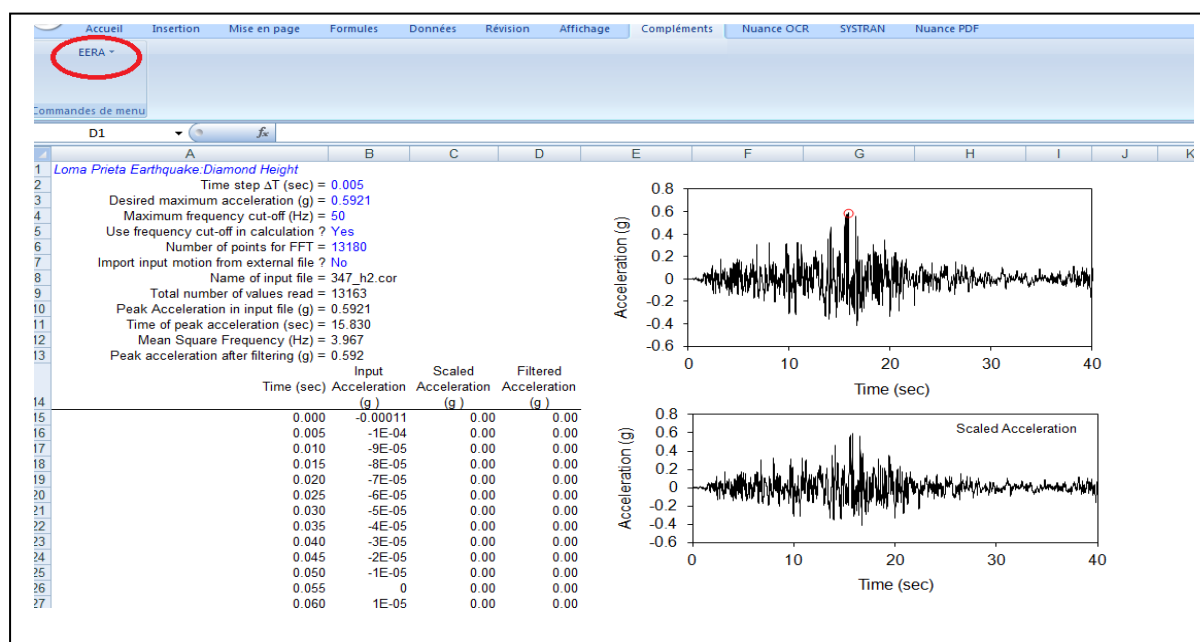 Accueil Insertion Mise en page Formules Données Révision Affichage Compléments Nuance OCR SYSTRAN Nuance PDF
EERA
Commandes de menu
D1 fx
A B C D E F G H I J K
1 Loma Prieta Earthquake:Diamond Height
2 Time step ΔT (sec) = 0.005
3 Desired maximum acceleration (g) = 0.5921
4 Maximum frequency cut-off (Hz) = 50
5 Use frequency cut-off in calculation ? Yes
6 Number of points for FFT = 13180
7 Import input motion from external file ? No
8 Name of input file = 347_h2.cor
9 Total number of values read = 13163
10 Peak Acceleration in input file (g) = 0.5921
11 Time of peak acceleration (sec) = 15.830
12 Mean Square Frequency (Hz) = 3.967
13 Peak acceleration after filtering (g) = 0.592
Input Scaled Filtered
Time (sec) Acceleration Acceleration Acceleration
14 (g ) (g ) (g )
15 0.000 -0.00011 0.00 0.00
16 0.005 -1E-04 0.00 0.00
17 0.010 -9E-05 0.00 0.00
18 0.015 -8E-05 0.00 0.00
19 0.020 -7E-05 0.00 0.00
20 0.025 -6E-05 0.00 0.00
21 0.030 -5E-05 0.00 0.00
22 0.035 -4E-05 0.00 0.00
23 0.040 -3E-05 0.00 0.00
24 0.045 -2E-05 0.00 0.00
25 0.050 -1E-05 0.00 0.00
26 0.055 0 0.00 0.00
27 0.060 1E-05 0.00 0.00
Acceleration (g)
0.8
0.6
0.4
0.2
0
-0.2
-0.4
-0.6
0 10 20 30 40
Time (sec)
Acceleration (g)
Scaled Acceleration
0.8
0.6
0.4
0.2
0
-0.2
-0.4
-0.6
0 10 20 30 40
Time (sec)